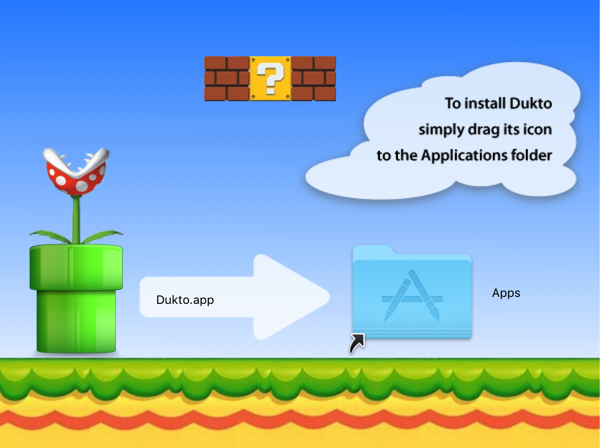 ?
To install Dukto
simply drag its icon
to the Applications folder
Dukto.app
Apps